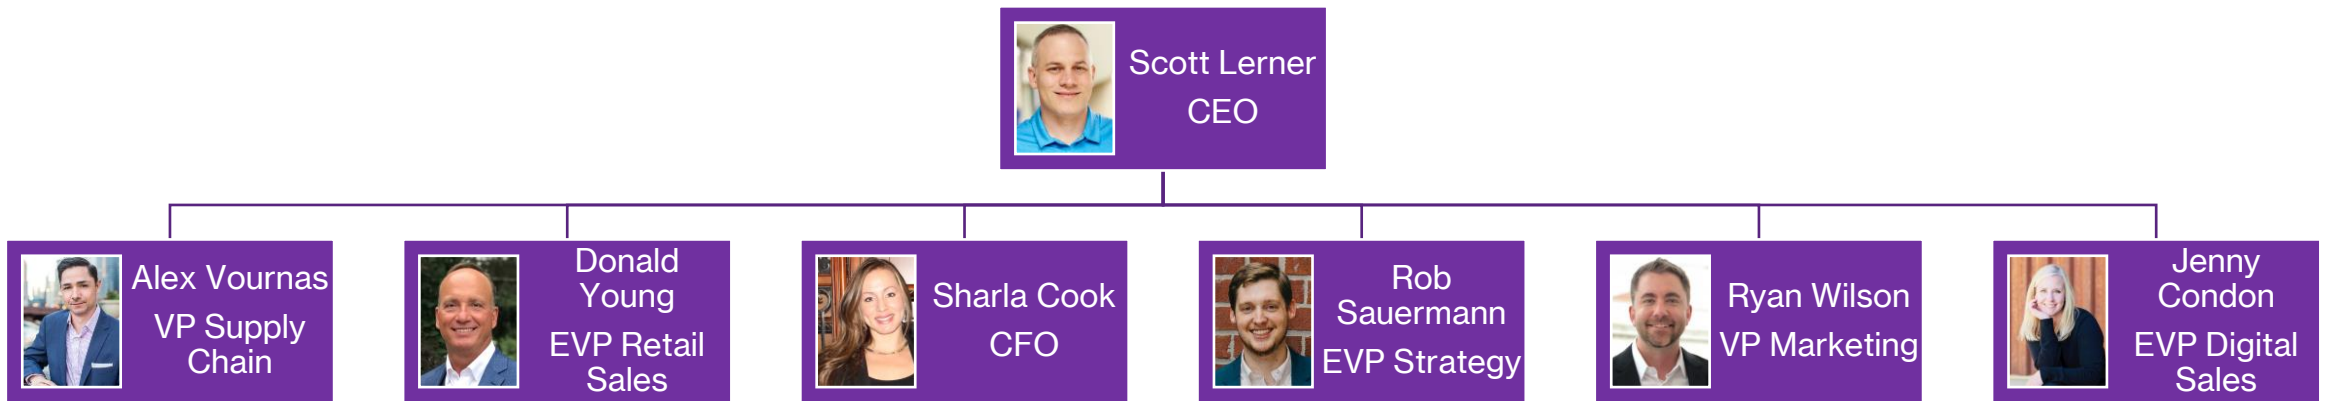 Scott Lerner
CEO
Alex Vournas
VP Supply
Chain
Donald
Young
EVP Retail
Sales
Sharla Cook
CFO
Rob
Sauermann
EVP Strategy
Ryan Wilson
VP Marketing
Jenny
Condon
EVP Digital
Sales